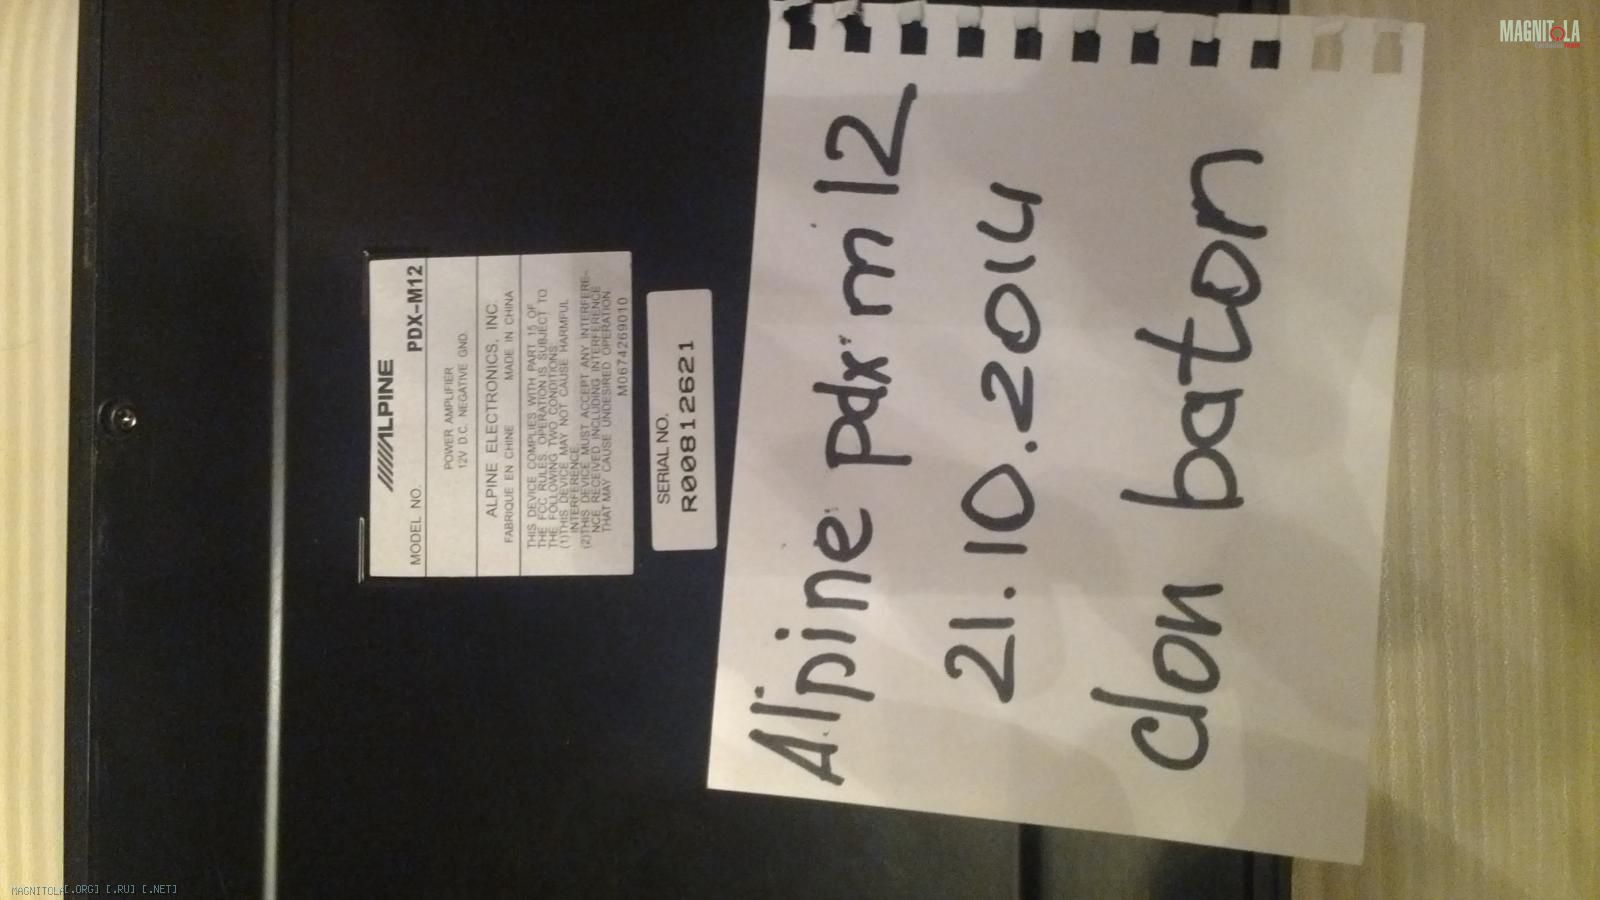 ALPINE
MODEL NO. PDX-M12
POWER AMPLIFIER
12V D.C. NEGATIVE GND.
ALPINE ELECTRONICS, INC.
FABRIQUE EN CHINE MADE IN CHINA
THIS DEVICE COMPLIES WITH PART 15 OF
THE FCC RULES. OPERATION IS SUBJECT TO
THE FOLLOWING TWO CONDITIONS.
(1)THIS DEVICE MAY NOT CAUSE HARMFUL
INTERFERENCE.
(2)THIS DEVICE MUST ACCEPT ANY INTERFERE-
NCE RECEIVED INCLUDING INTERFERENCE
THAT MAY CAUSE UNDESIRED OPERATION
M0674269010
SERIAL NO.
R00812621
Alpine pdx m 12
21.10.2014
don baton
MAGNITOLA
MAGNITOLA[.ORG] [.RU] [.NET]